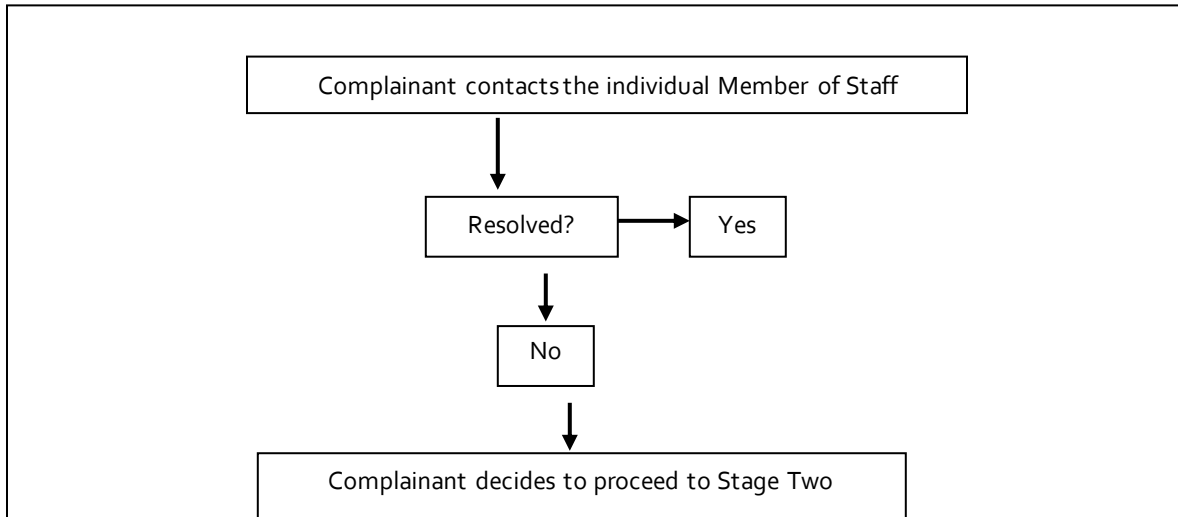 Complainant contacts the individual Member of Staff
Resolved?
Yes
No
Complainant decides to proceed to Stage Two